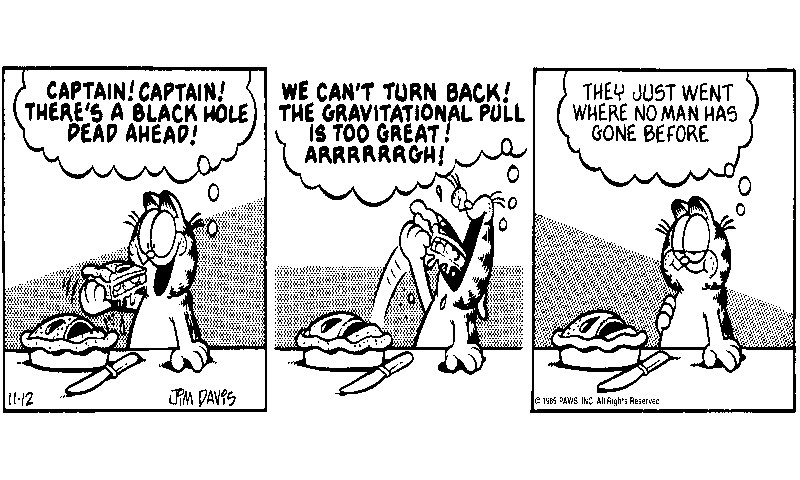 CAPTAIN! CAPTAIN!
THERE'S A BLACK HOLE
DEAD AHEAD!
11-12
JIM DAVIS
WE CAN'T TURN BACK!
THE GRAVITATIONAL PULL
IS TOO GREAT!
ARRRRRRGH!
THEY JUST WENT
WHERE NO MAN HAS
GONE BEFORE
© 1985 PAWS, INC. All Rights Reserved